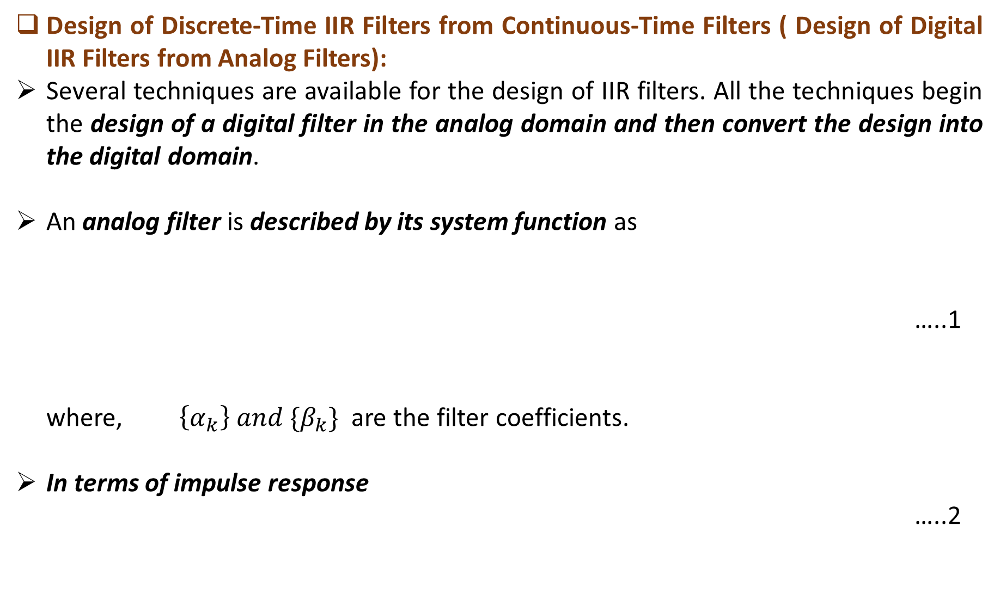 ❑ Design of Discrete-Time IIR Filters from Continuous-Time Filters ( Design of Digital
IIR Filters from Analog Filters):
➢ Several techniques are available for the design of IIR filters. All the techniques begin
the design of a digital filter in the analog domain and then convert the design into
the digital domain.
➢ An analog filter is described by its system function as
…..1
where, {αₖ} and {βₖ} are the filter coefficients.
➢ In terms of impulse response
…..2